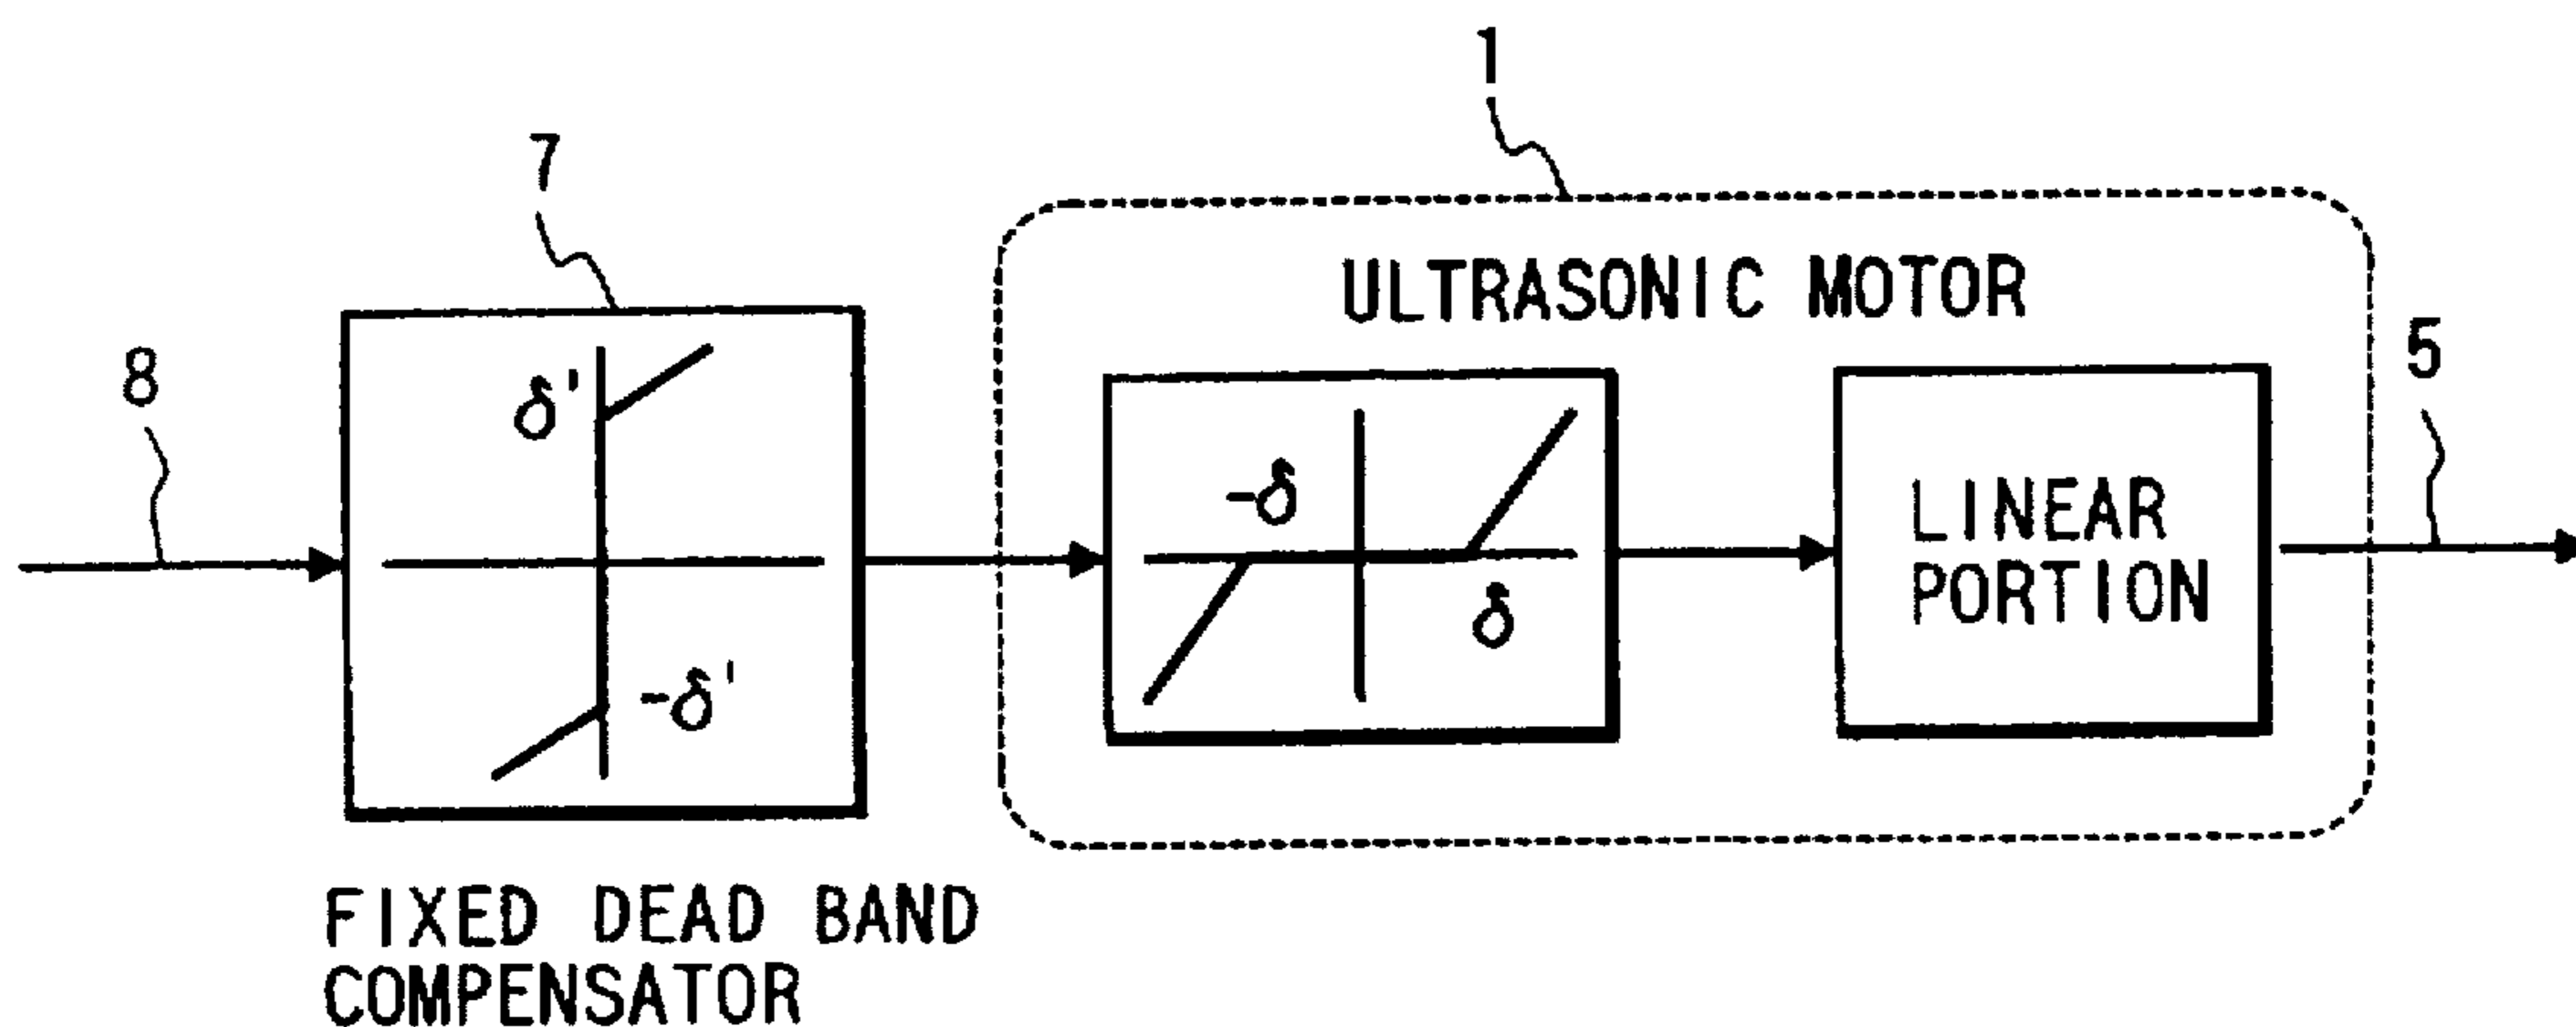 1
7
ULTRASONIC MOTOR
8
5
δ'
-δ
LINEAR
PORTION
δ
-δ'
FIXED DEAD BAND
COMPENSATOR